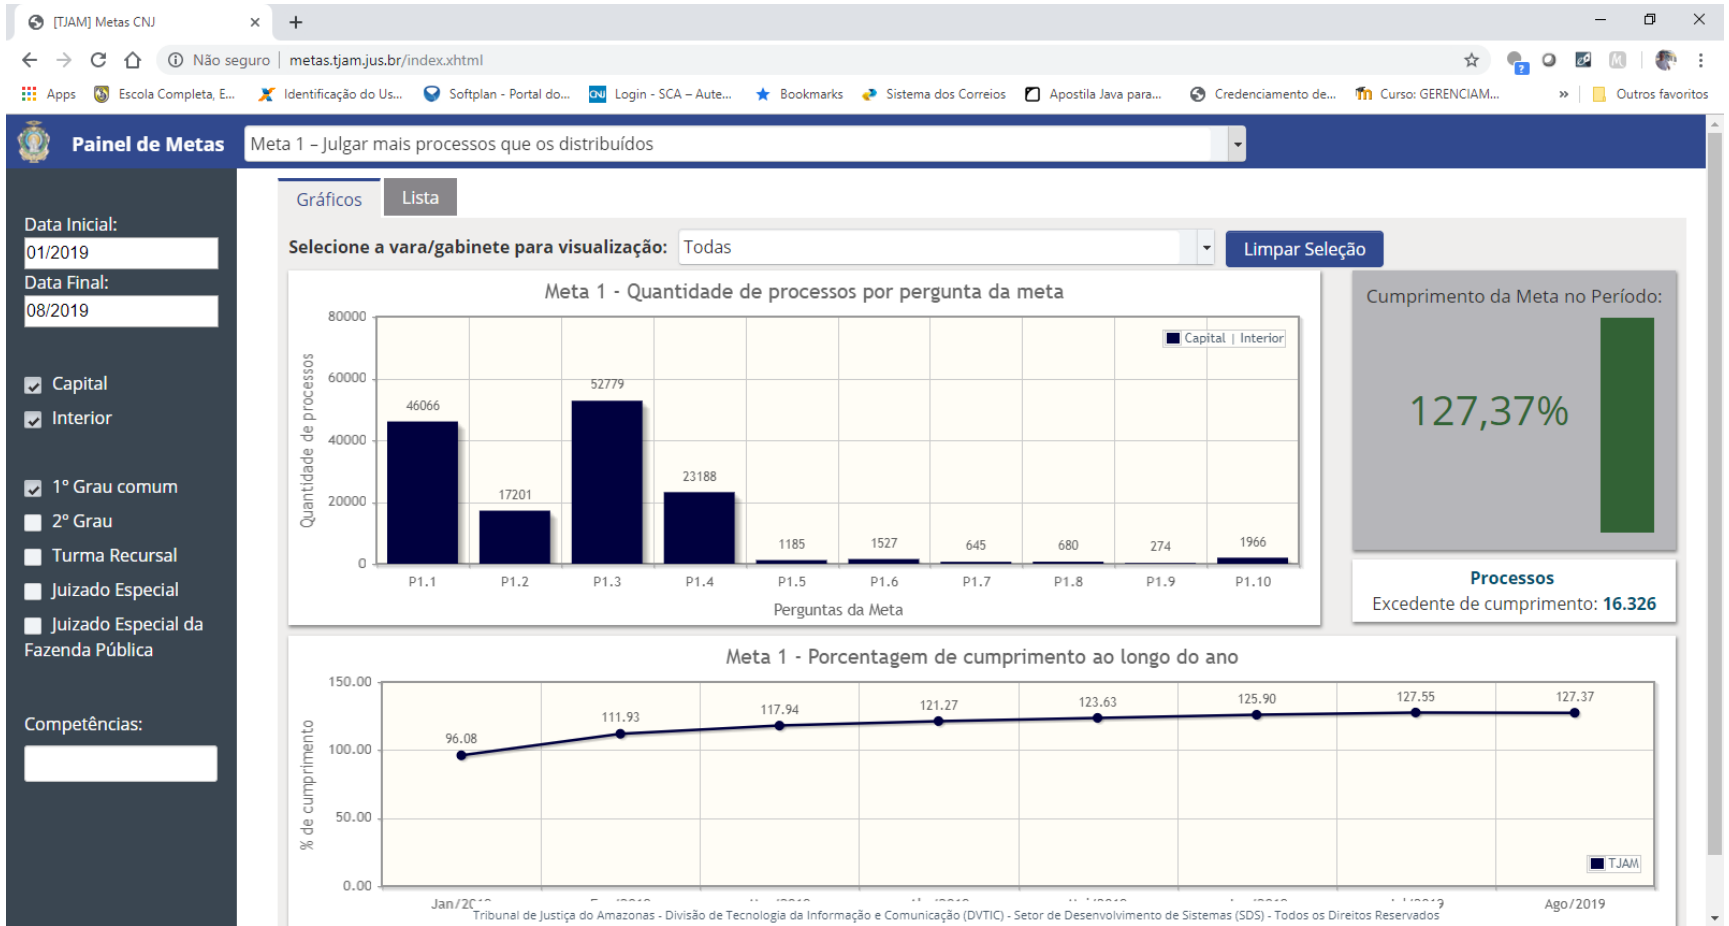 [TJAM] Metas CNJ
Não seguro | metas.tjam.jus.br/index.xhtml
Apps Escola Completa, E... Identificação do Us... Softplan - Portal do... Login - SCA – Aute... Bookmarks Sistema dos Correios Apostila Java para... Credenciamento de... Curso: GERENCIAM... » Outros favoritos
Painel de Metas
Meta 1 – Julgar mais processos que os distribuídos
Data Inicial:
01/2019
Data Final:
08/2019
Capital
Interior
1º Grau comum
2º Grau
Turma Recursal
Juizado Especial
Juizado Especial da
Fazenda Pública
Competências:
Gráficos Lista
Selecione a vara/gabinete para visualização: Todas Limpar Seleção
Meta 1 - Quantidade de processos por pergunta da meta
Capital | Interior
Quantidade de processos
80000
60000
40000
20000
0
46066 17201 52779 23188 1185 1527 645 680 274 1966
P1.1 P1.2 P1.3 P1.4 P1.5 P1.6 P1.7 P1.8 P1.9 P1.10
Perguntas da Meta
Cumprimento da Meta no Período:
127,37%
Processos
Excedente de cumprimento: 16.326
Meta 1 - Porcentagem de cumprimento ao longo do ano
% de cumprimento
150.00
100.00
50.00
0.00
96.08 111.93 117.94 121.27 123.63 125.90 127.55 127.37
TJAM
Ago/2019
Tribunal de Justiça do Amazonas - Divisão de Tecnologia da Informação e Comunicação (DVTIC) - Setor de Desenvolvimento de Sistemas (SDS) - Todos os Direitos Reservados